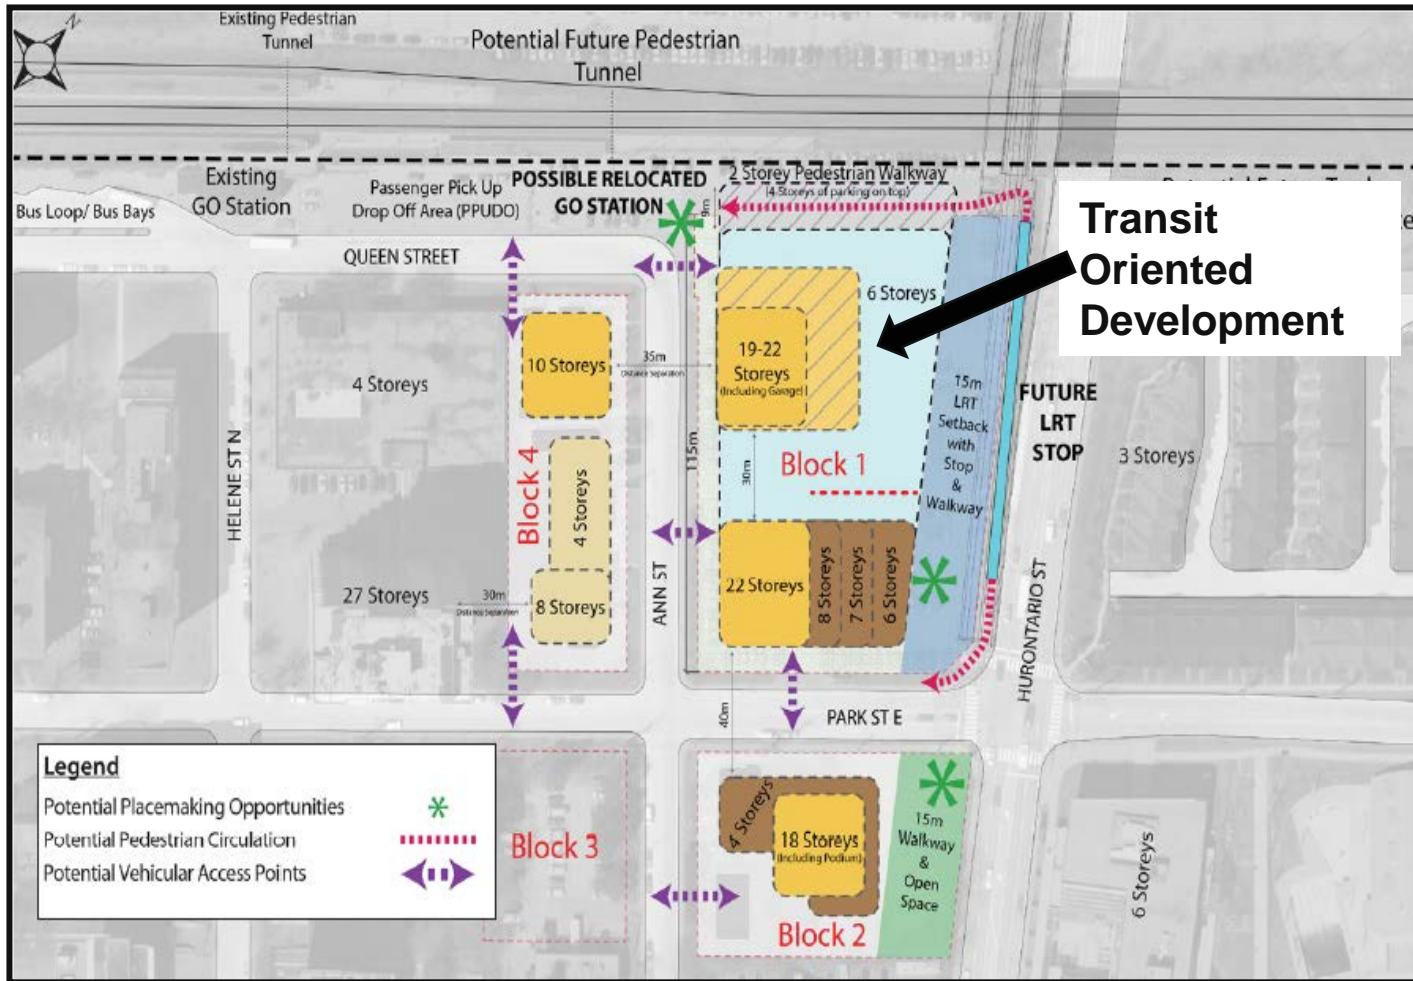 N
Existing Pedestrian
Tunnel
Potential Future Pedestrian
Tunnel
Existing
GO Station
Bus Loop/ Bus Bays
Passenger Pick Up
Drop Off Area (PPUDO)
POSSIBLE RELOCATED
GO STATION
2 Storey Pedestrian Walkway
(4 Storeys of parking on top)
9m
Transit
Oriented
Development
QUEEN STREET
6 Storeys
10 Storeys
35m
Distance Separation
19-22
Storeys
(Including Garage)
4 Storeys
15m
LRT
Setback
with
Stop
&
Walkway
FUTURE
LRT
STOP
3 Storeys
HELENE ST N
Block 4
4 Storeys
115m
30m
Block 1
27 Storeys
30m
Distance Separation
8 Storeys
ANN ST
22 Storeys
8 Storeys
7 Storeys
6 Storeys
HURONTARIO ST
40m
PARK ST E
Legend
Potential Placemaking Opportunities
Potential Pedestrian Circulation
Potential Vehicular Access Points
Block 3
4 Storeys
18 Storeys
(Including Podium)
15m
Walkway
&
Open
Space
Block 2
6 Storeys